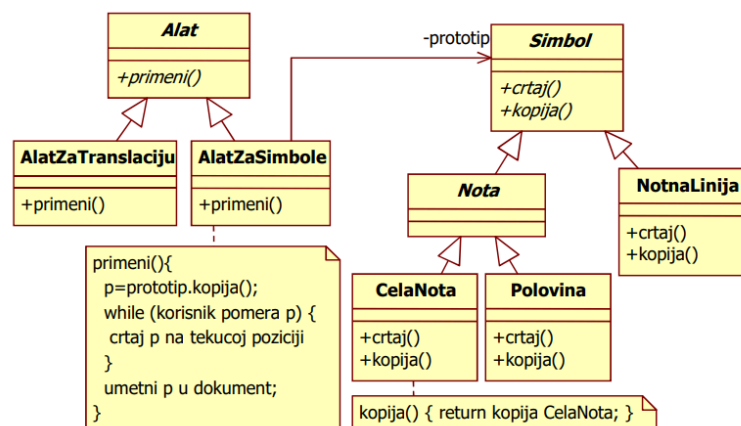 Alat
+primeni()
-prototip
Simbol
+crtaj()
+kopija()
AlatZaTranslaciju
+primeni()
AlatZaSimbole
+primeni()
Nota
NotnaLinija
+crtaj()
+kopija()
primeni(){
p=prototip.kopija();
while (korisnik pomera p) {
crtaj p na tekucoj poziciji
}
umetni p u dokument;
}
CelaNota
+crtaj()
+kopija()
Polovina
+crtaj()
+kopija()
kopija() { return kopija CelaNota; }